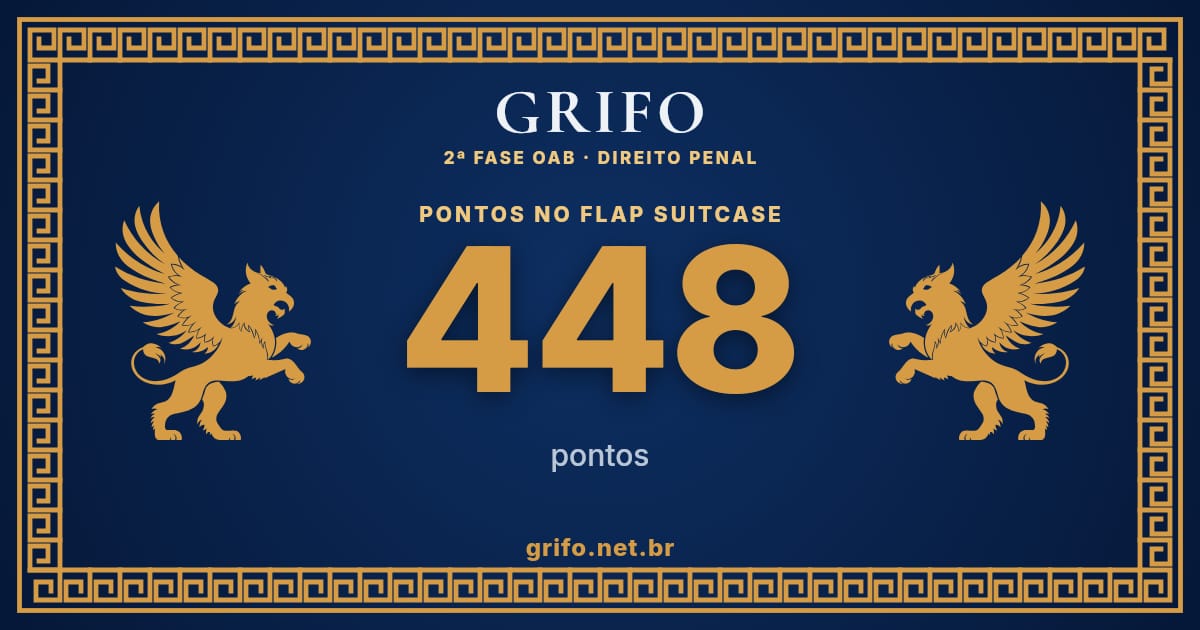 GRIFO
2ª FASE OAB · DIREITO PENAL
PONTOS NO FLAP SUITCASE
448
pontos
grifo.net.br